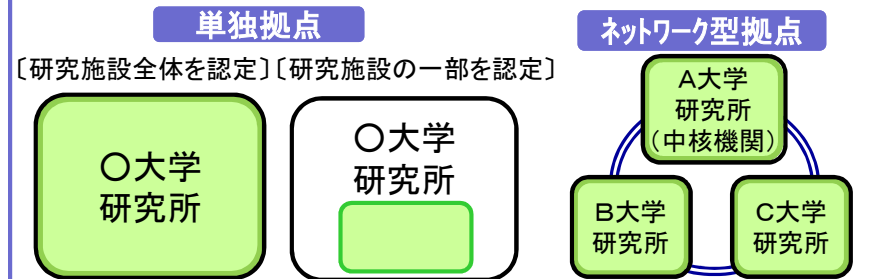 単独拠点
〔研究施設全体を認定〕〔研究施設の一部を認定〕
〇大学
研究所
〇大学
研究所
ネットワーク型拠点
A大学
研究所
（中核機関）
B大学
研究所
C大学
研究所